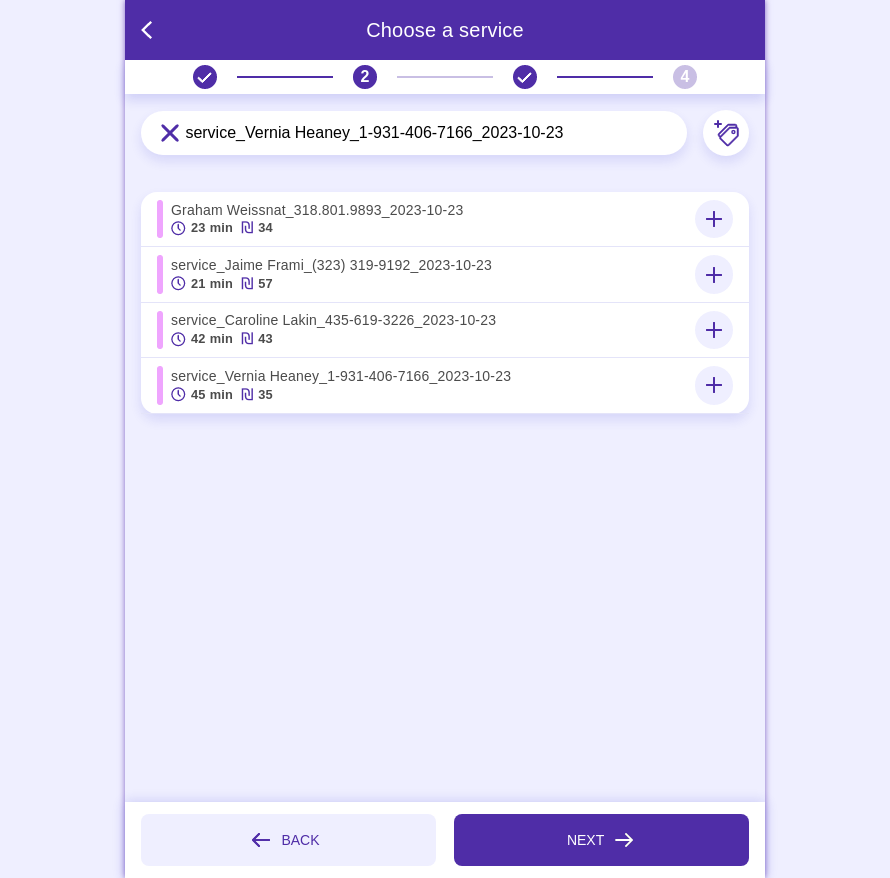 Choose a service
2
4
service_Vernia Heaney_1-931-406-7166_2023-10-23
Graham Weissnat_318.801.9893_2023-10-23
23 min ₪ 34
service_Jaime Frami_(323) 319-9192_2023-10-23
21 min ₪ 57
service_Caroline Lakin_435-619-3226_2023-10-23
42 min ₪ 43
service_Vernia Heaney_1-931-406-7166_2023-10-23
45 min ₪ 35
BACK
NEXT